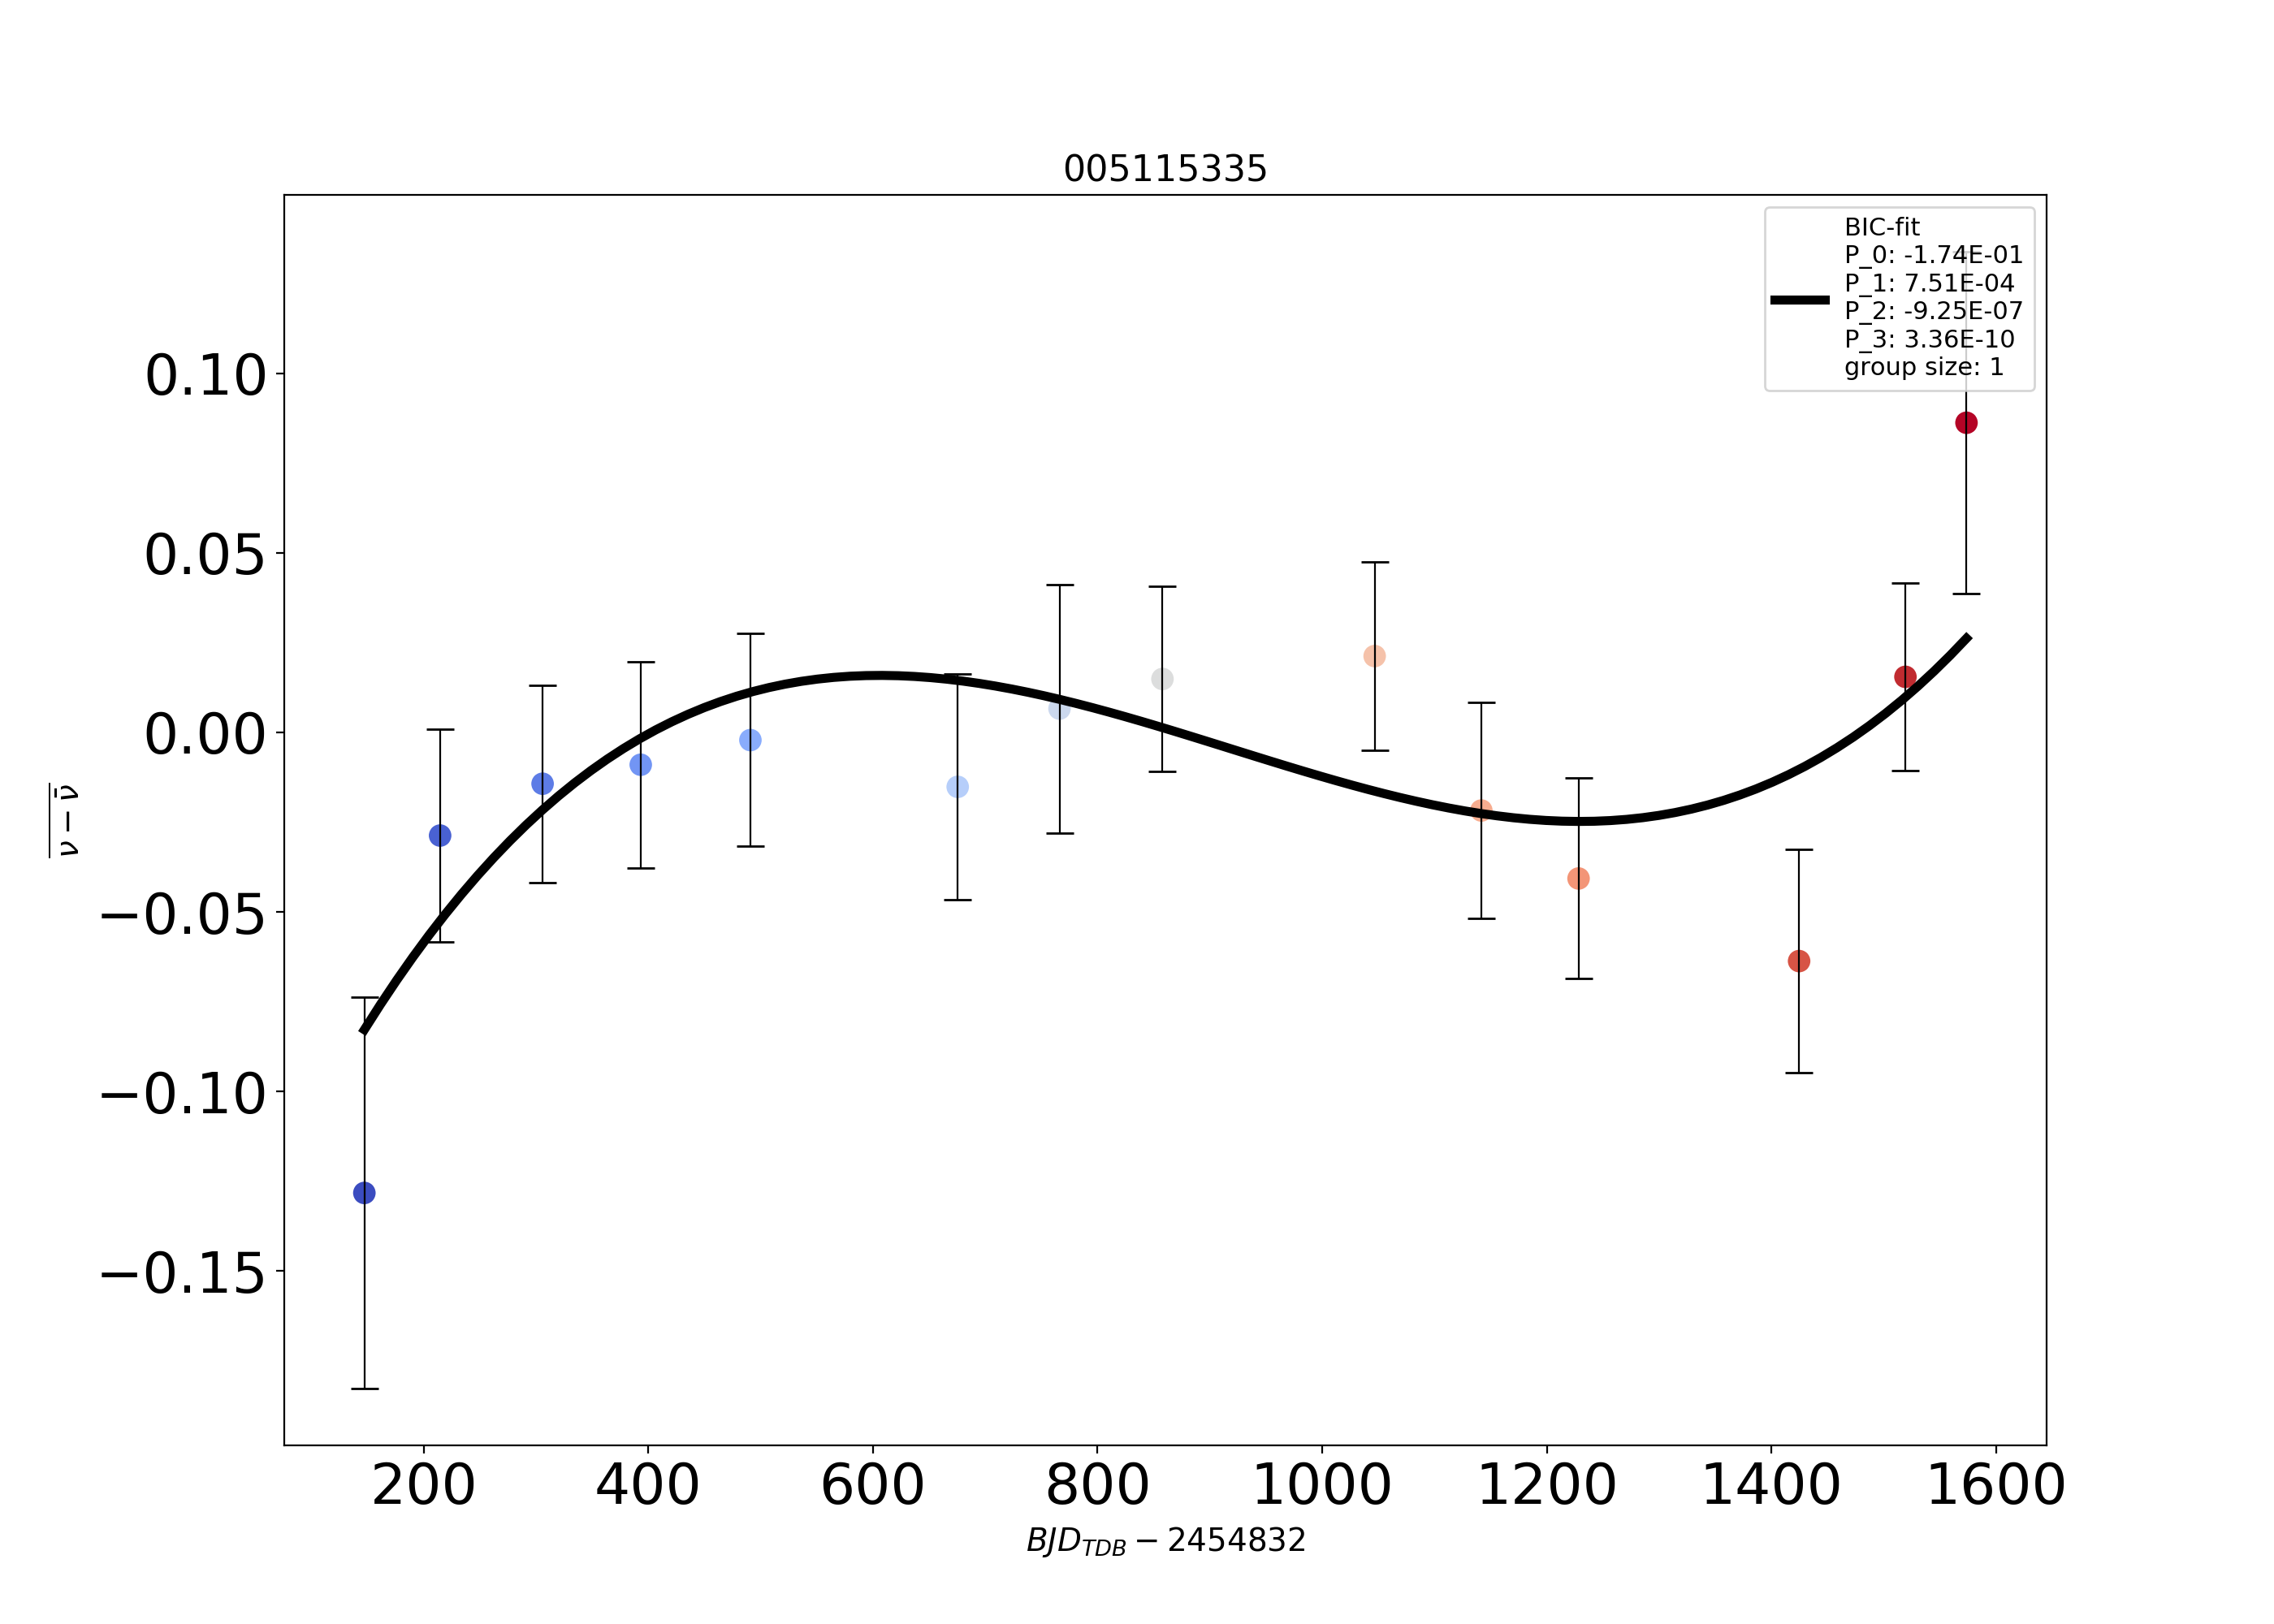 005115335
BIC-fit
P_0: -1.74E-01
P_1: 7.51E-04
P_2: -9.25E-07
P_3: 3.36E-10
group size: 1
0.10
0.05
0.00
−0.05
−0.10
−0.15
ν − ν̄
200 400 600 800 1000 1200 1400 1600
BJD_TDB − 2454832